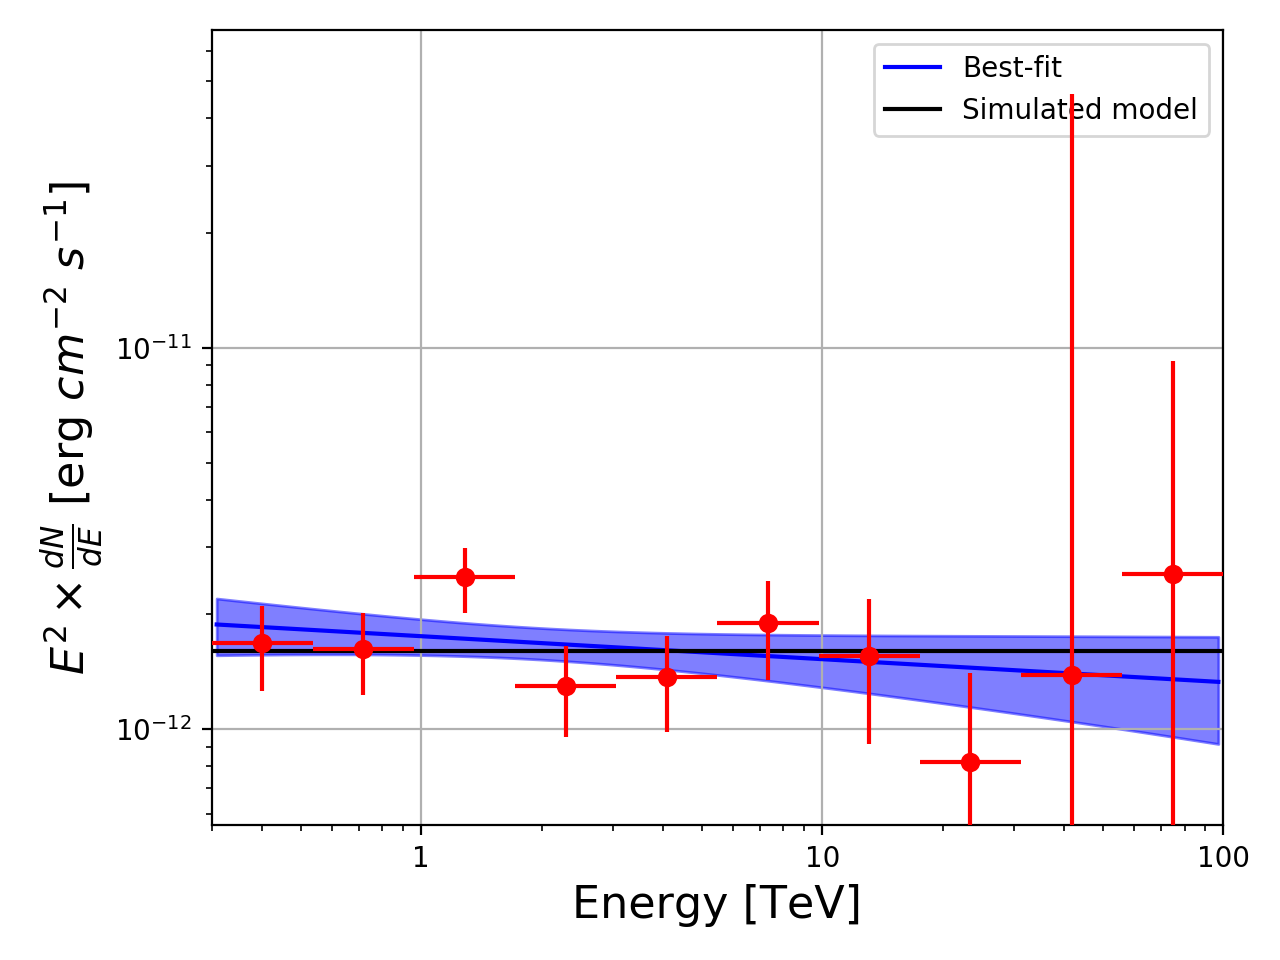 Best-fit
Simulated model
10⁻¹¹
10⁻¹²
E² × dN/dE [erg cm⁻² s⁻¹]
1 10 100
Energy [TeV]